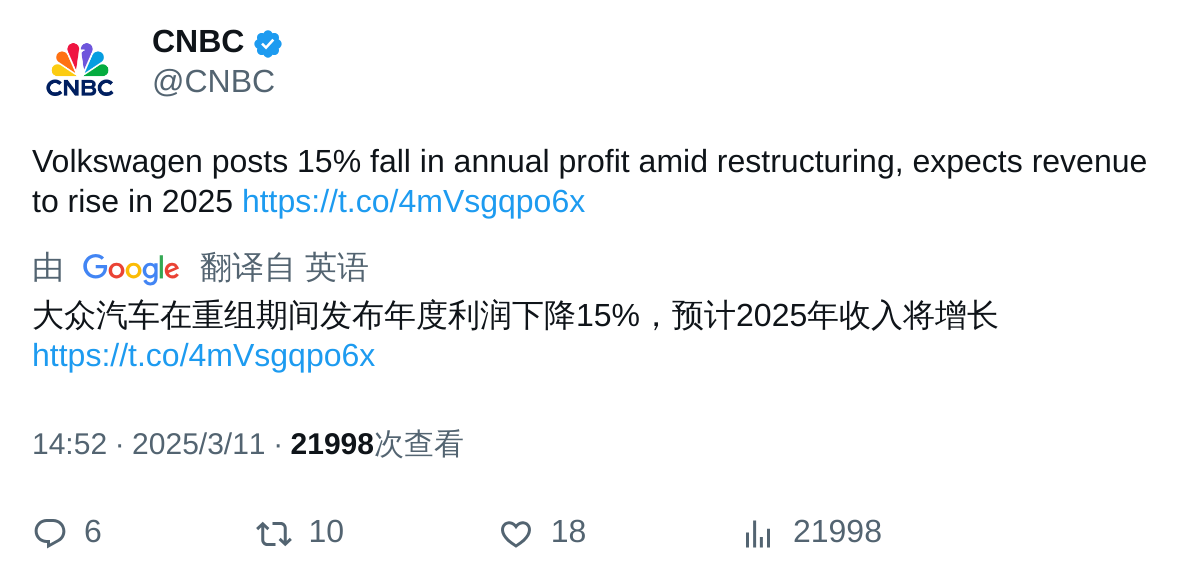 CNBC
CNBC
@CNBC
Volkswagen posts 15% fall in annual profit amid restructuring, expects revenue
to rise in 2025 https://t.co/4mVsgqpo6x
由 Google 翻译自 英语
大众汽车在重组期间发布年度利润下降15%，预计2025年收入将增长
https://t.co/4mVsgqpo6x
14:52 · 2025/3/11 · 21998次查看
6 10 18 21998